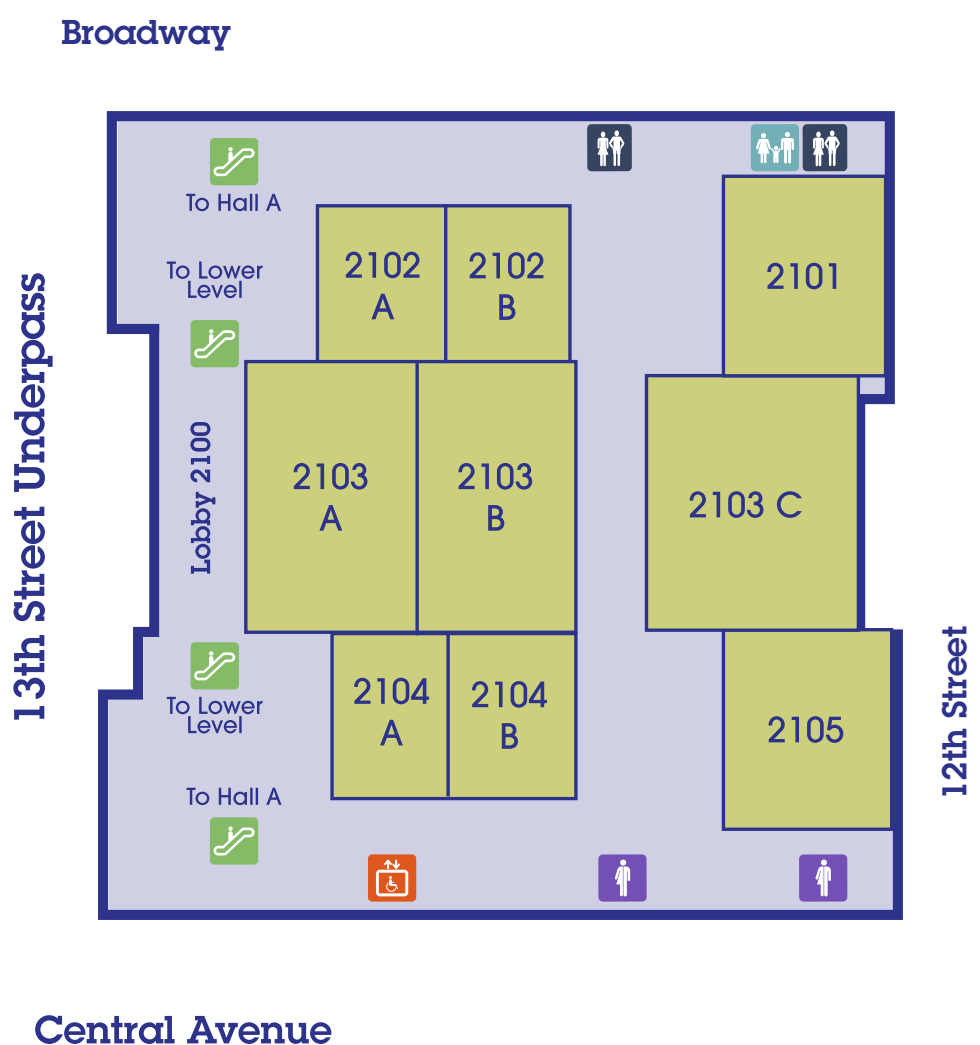 Broadway
To Hall A
To Lower
Level
2102
A
2102
B
2101
13th Street Underpass
Lobby 2100
2103
A
2103
B
2103 C
12th Street
To Lower
Level
2104
A
2104
B
2105
To Hall A
Central Avenue